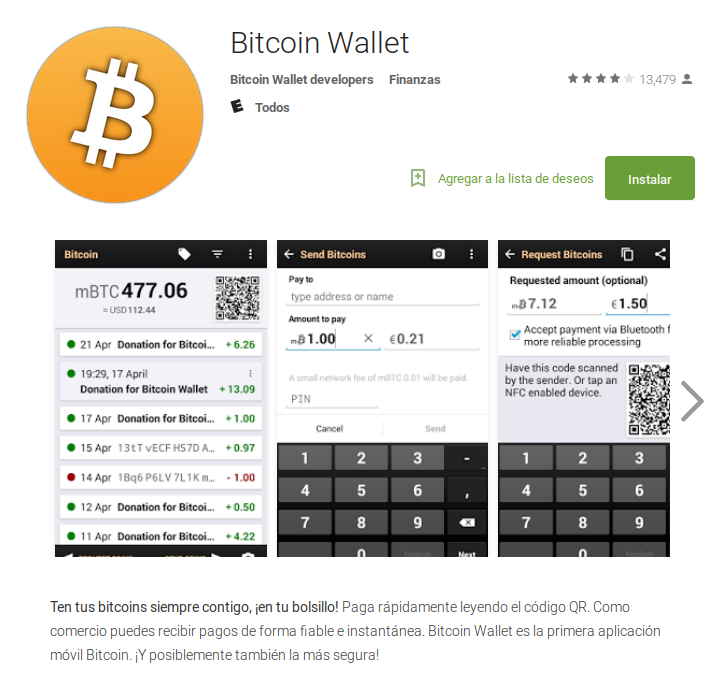 Bitcoin Wallet
Bitcoin Wallet developers Finanzas 13,479
Todos
Agregar a la lista de deseos Instalar
Bitcoin
mBTC 477.06
≈ USD 112.44
21 Apr Donation for Bitcoi... + 6.26
19:29, 17 April
Donation for Bitcoin Wallet + 13.09
17 Apr Donation for Bitcoi... + 1.00
15 Apr 13tT vECF HS7D A... + 0.97
14 Apr 1Bq6 P6LV 7L1K m... - 1.00
12 Apr Donation for Bitcoi... + 0.50
11 Apr Donation for Bitcoi... + 4.22
Send Bitcoins
Pay to
type address or name
Amount to pay
m₿ 1.00 € 0.21
A small network fee of mBTC 0.01 will be paid.
PIN
Cancel Send
1 2 3 -
4 5 6 ,
7 8 9
0 English Next
Request Bitcoins
Requested amount (optional)
m₿ 7.12 € 1.50
Accept payment via Bluetooth f
more reliable processing
Have this code scanned
by the sender. Or tap an
NFC enabled device.
1 2 3
4 5 6
7 8 9
0 English
Ten tus bitcoins siempre contigo, ¡en tu bolsillo! Paga rápidamente leyendo el código QR. Como
comercio puedes recibir pagos de forma fiable e instantánea. Bitcoin Wallet es la primera aplicación
móvil Bitcoin. ¡Y posiblemente también la más segura!